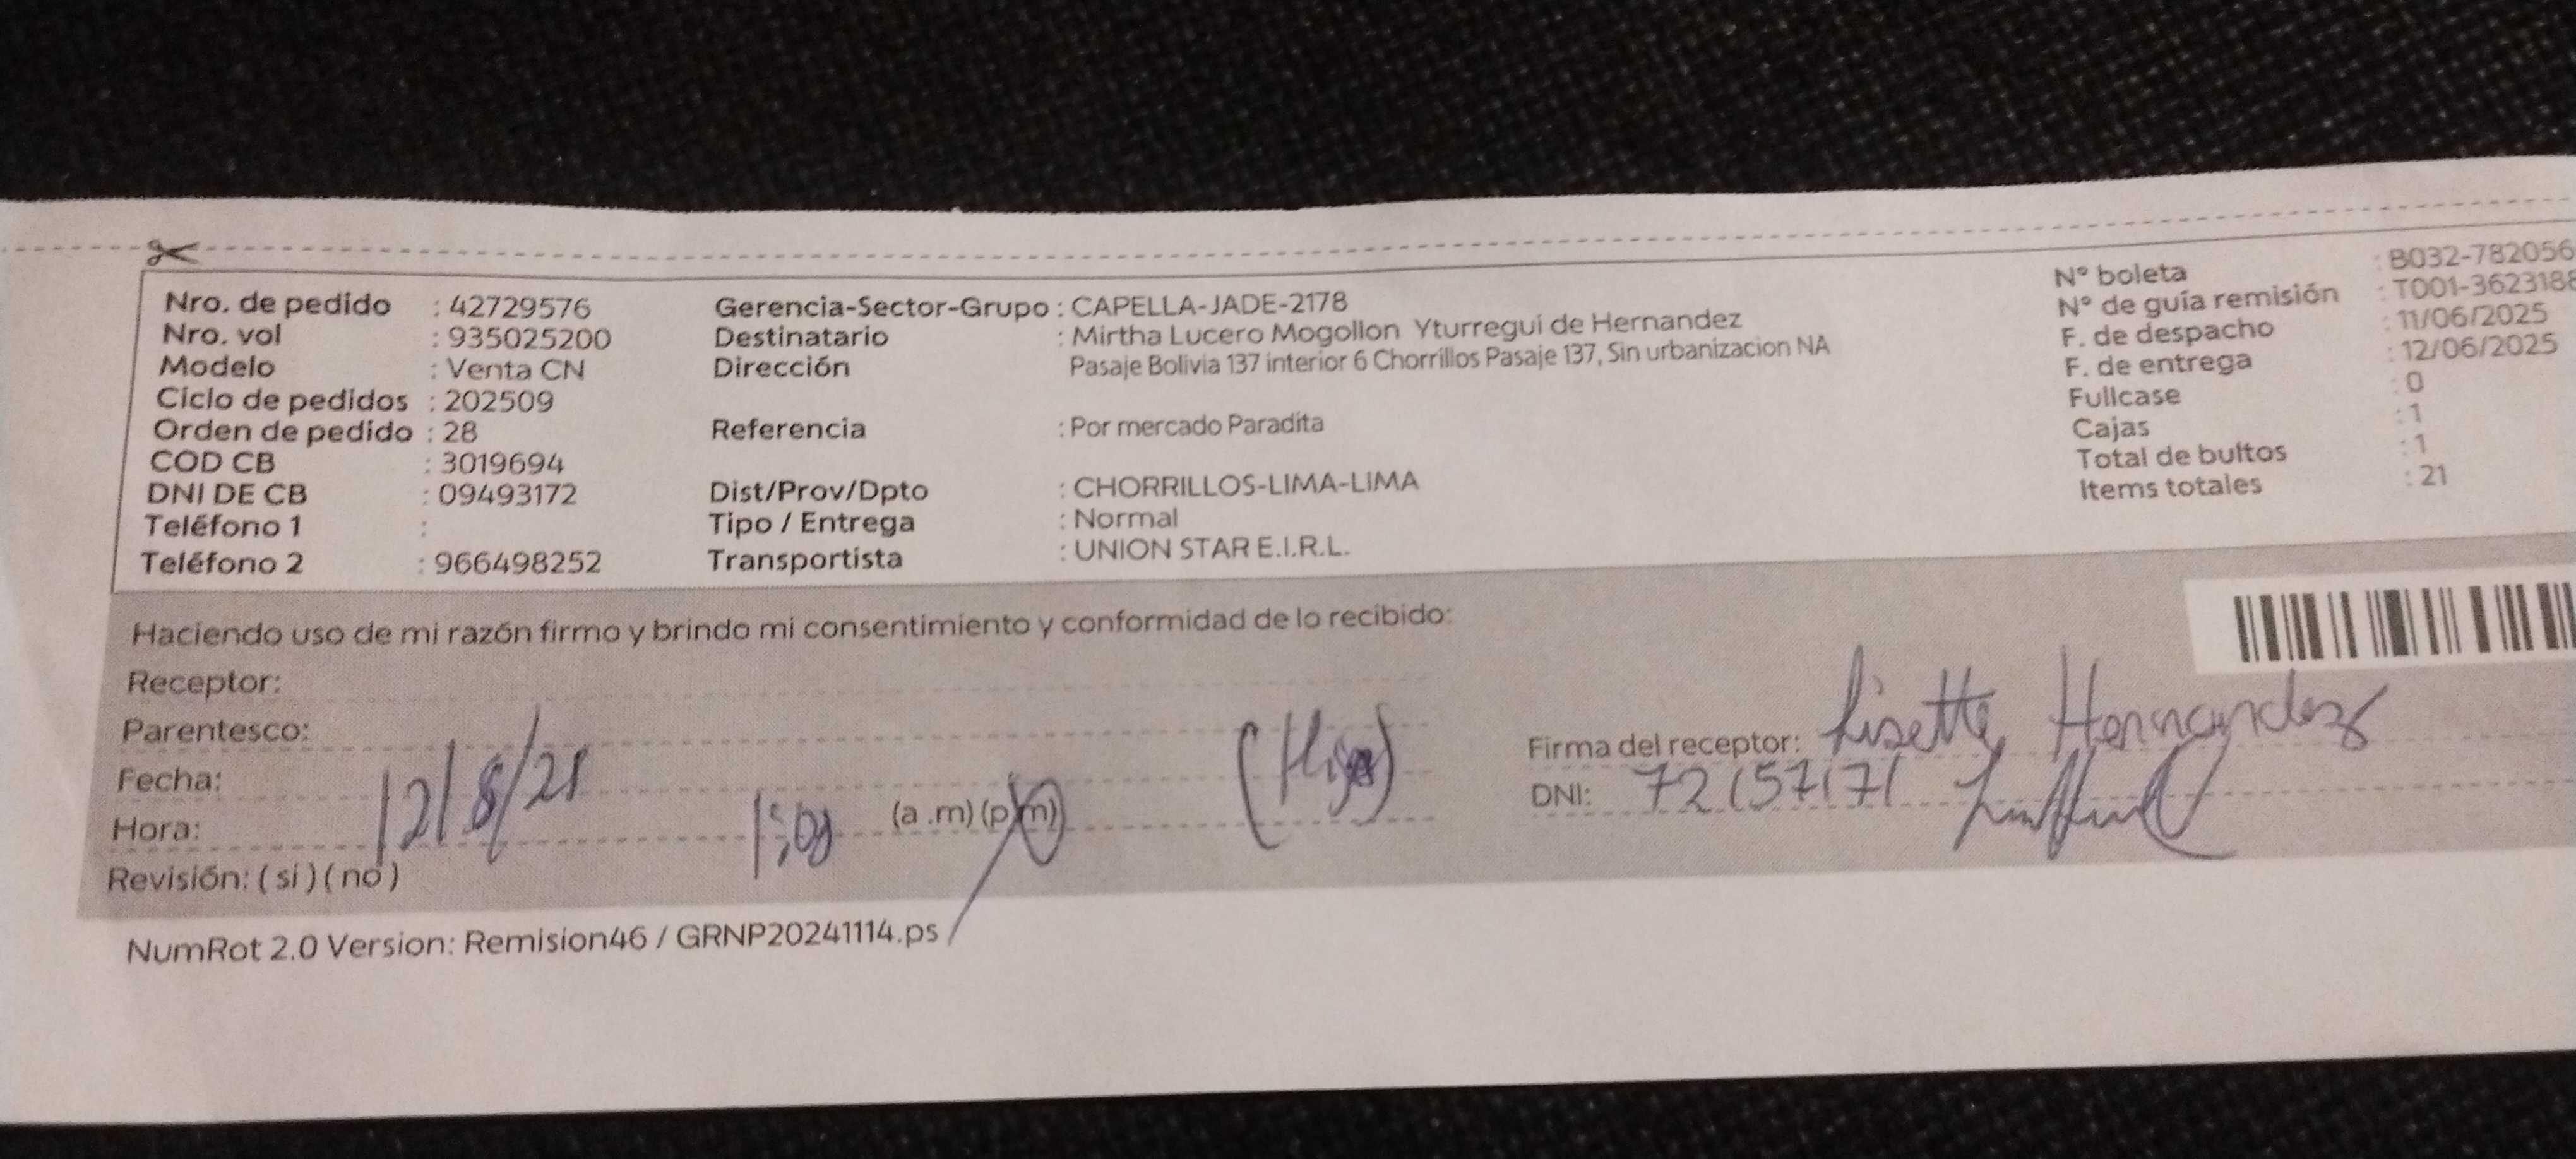 Nro. de pedido : 42729576 Gerencia-Sector-Grupo : CAPELLA-JADE-2178 N° boleta : B032-782056
Nro. vol : 935025200 Destinatario : Mirtha Lucero Mogollon Yturregui de Hernandez N° de guía remisión : T001-3623188
Modelo : Venta CN Dirección Pasaje Bolivia 137 interior 6 Chorrillos Pasaje 137, Sin urbanizacion NA F. de despacho : 11/06/2025
Ciclo de pedidos : 202509 F. de entrega : 12/06/2025
Orden de pedido : 28 Referencia : Por mercado Paradita Fullcase : 0
COD CB : 3019694 Cajas : 1
DNI DE CB : 09493172 Dist/Prov/Dpto : CHORRILLOS-LIMA-LIMA Total de bultos : 1
Teléfono 1 : Tipo / Entrega : Normal Items totales : 21
Teléfono 2 : 966498252 Transportista : UNION STAR E.I.R.L.
Haciendo uso de mi razón firmo y brindo mi consentimiento y conformidad de lo recibido:
Receptor:
Parentesco: (Hija) Firma del receptor: Lisette Hernandez
Fecha: DNI: 72157171
Hora: (a .m) (p.m)
Revisión: ( si ) ( no )
NumRot 2.0 Version: Remision46 / GRNP20241114.ps